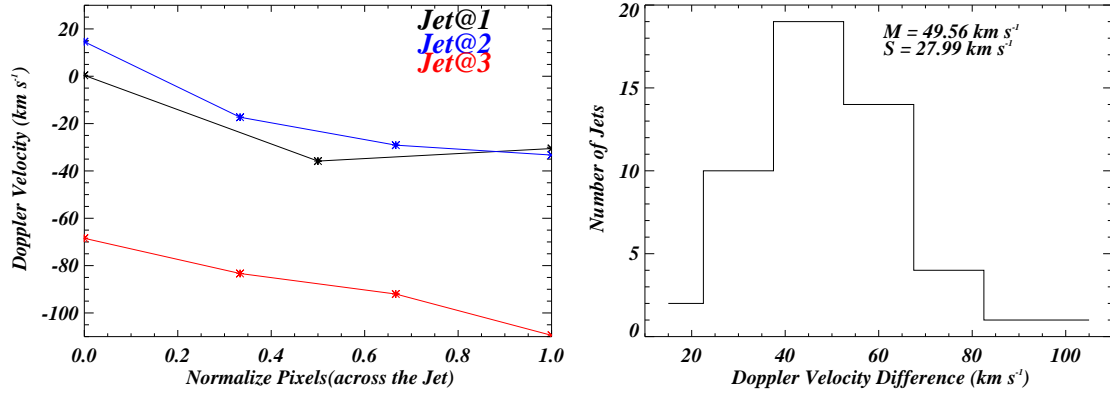 Jet@1
Jet@2
Jet@3
20
0
-20
-40
-60
-80
-100
Doppler Velocity (km s⁻¹)
0.0 0.2 0.4 0.6 0.8 1.0
Normalize Pixels(across the Jet)
M = 49.56 km s⁻¹
S = 27.99 km s⁻¹
20
15
10
5
0
Number of Jets
20 40 60 80 100
Doppler Velocity Difference (km s⁻¹)